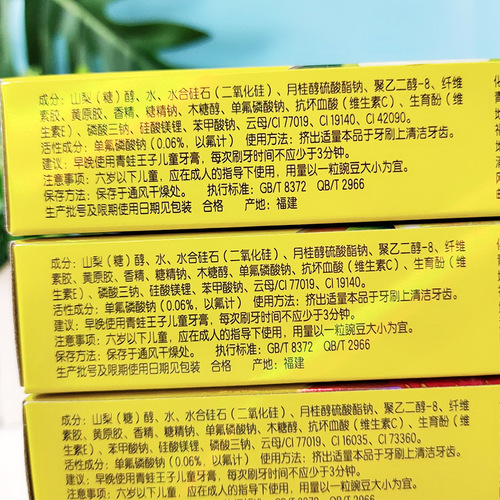 成分：山梨（糖）醇、水、水合硅石（二氧化硅）、月桂醇硫酸酯钠、聚乙二醇-8、纤维
素胶、黄原胶、香精、糖精钠、木糖醇、单氟磷酸钠、抗坏血酸（维生素C）、生育酚（维
生素E）、磷酸三钠、硅酸镁锂、苯甲酸钠、云母/CI 77019、CI 19140、CI 42090。
活性成分：单氟磷酸钠（0.06%，以氟计） 使用方法：挤出适量本品于牙刷上清洁牙齿。
建议：早晚使用青蛙王子儿童牙膏，每次刷牙时间不应少于3分钟。
注意事项：六岁以下儿童，应在成人的指导下使用，用量以一粒豌豆大小为宜。
保存方法：保存于通风干燥处。 执行标准：GB/T 8372 QB/T 2966
生产批号及限期使用日期见包装 合格 产地：福建
成分：山梨（糖）醇、水、水合硅石（二氧化硅）、月桂醇硫酸酯钠、聚乙二醇-8、纤维
素胶、黄原胶、香精、糖精钠、木糖醇、单氟磷酸钠、抗坏血酸（维生素C）、生育酚（维
生素E）、磷酸三钠、硅酸镁锂、苯甲酸钠、云母/CI 77019、CI 19140。
活性成分：单氟磷酸钠（0.06%，以氟计） 使用方法：挤出适量本品于牙刷上清洁牙齿。
建议：早晚使用青蛙王子儿童牙膏，每次刷牙时间不应少于3分钟。
注意事项：六岁以下儿童，应在成人的指导下使用，用量以一粒豌豆大小为宜。
保存方法：保存于通风干燥处。 执行标准：GB/T 8372 QB/T 2966
生产批号及限期使用日期见包装 合格 产地：福建
成分：山梨（糖）醇、水、水合硅石（二氧化硅）、月桂醇硫酸酯钠、聚乙二醇-8、纤维
素胶、黄原胶、香精、糖精钠、木糖醇、单氟磷酸钠、抗坏血酸（维生素C）、生育酚（维
生素E）、苯甲酸钠、硅酸镁锂、磷酸三钠、云母/CI 77019、CI 16035、CI 73360。
活性成分：单氟磷酸钠（0.06%，以氟计） 使用方法：挤出适量本品于牙刷上清洁牙齿。
建议：早晚使用青蛙王子儿童牙膏，每次刷牙时间不应少于3分钟。
注意事项：六岁以下儿童，应在成人的指导下使用，用量以一粒豌豆大小为宜。